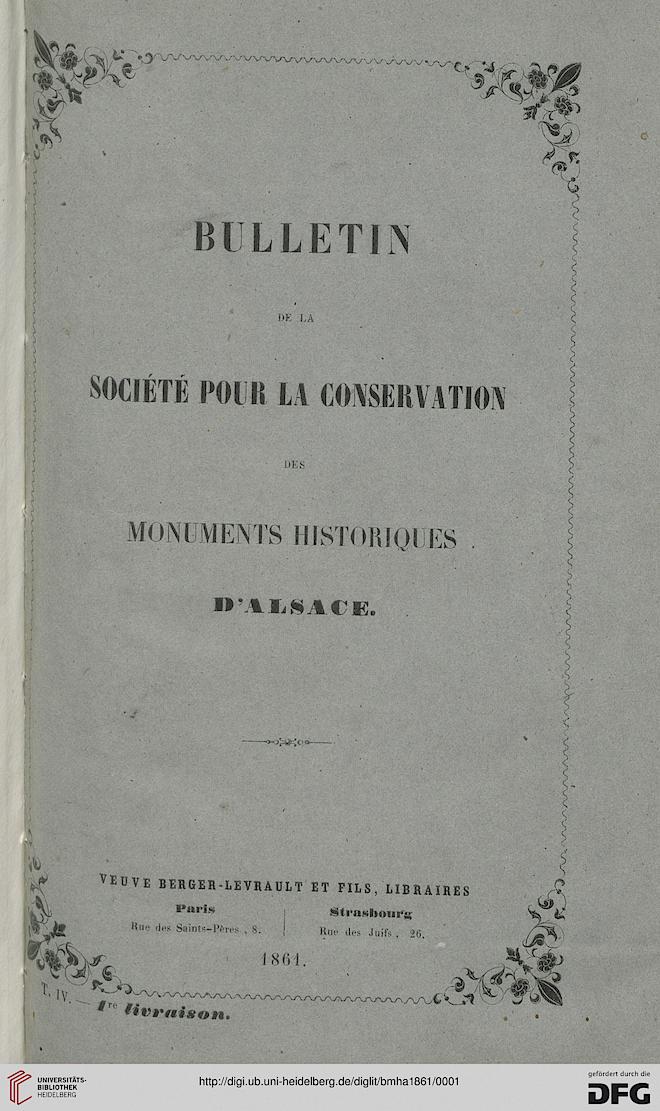 BULLETIN
DE LA
SOCIÉTÉ POUR LA CONSERVATION
DES
MONUMENTS HISTORIQUES
D'ALSACE.
VEUVE BERGER-LEVRAULT ET FILS, LIBRAIRES
Paris
Rue des Saints-Pères, 8.
Strasbourg
Rue des Juifs, 26.
1861.
T. IV. — 1re livraison.
UNIVERSITÄTS-
BIBLIOTHEK
HEIDELBERG
http://digi.ub.uni-heidelberg.de/diglit/bmha1861/0001
gefördert durch die
DFG